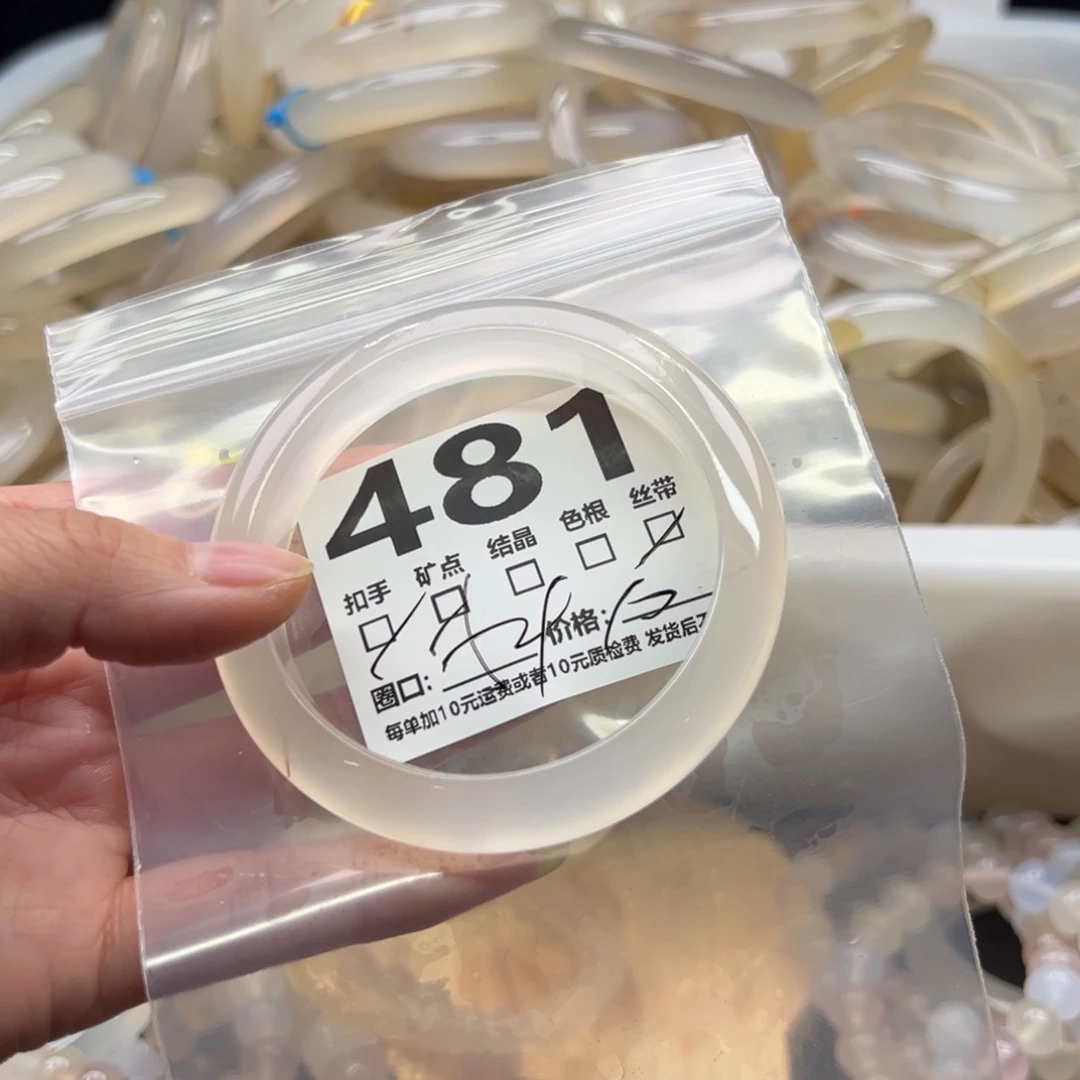 481
扣手 矿点 结晶 色根 丝带
圈口: 价格:
每单加10元运费或者10元质检费 发货后